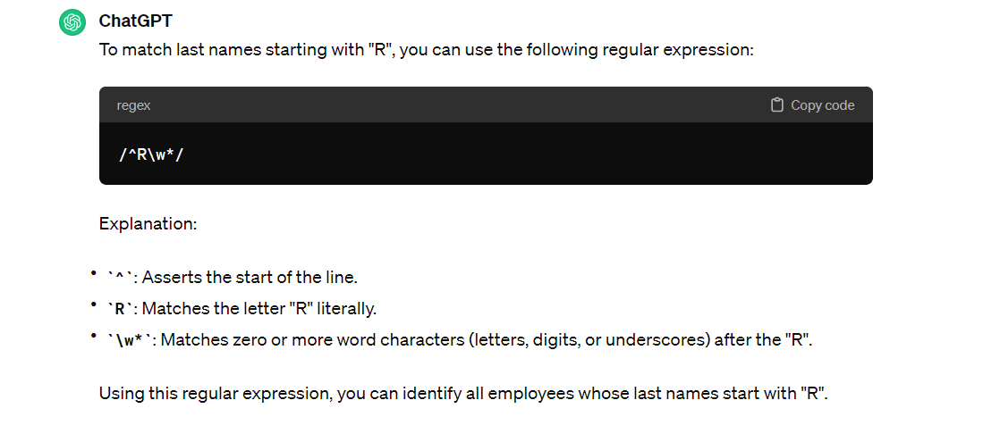 ChatGPT
To match last names starting with "R", you can use the following regular expression:
regex
Copy code
/^R\w*/
Explanation:
• `^`: Asserts the start of the line.
• `R`: Matches the letter "R" literally.
• `\w*`: Matches zero or more word characters (letters, digits, or underscores) after the "R".
Using this regular expression, you can identify all employees whose last names start with "R".